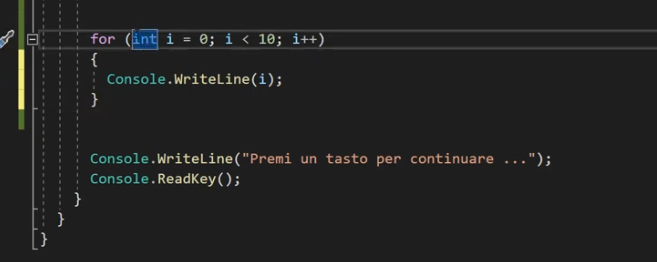 for (int i = 0; i < 10; i++)
{
Console.WriteLine(i);
}
Console.WriteLine("Premi un tasto per continuare ...");
Console.ReadKey();
}
}
}